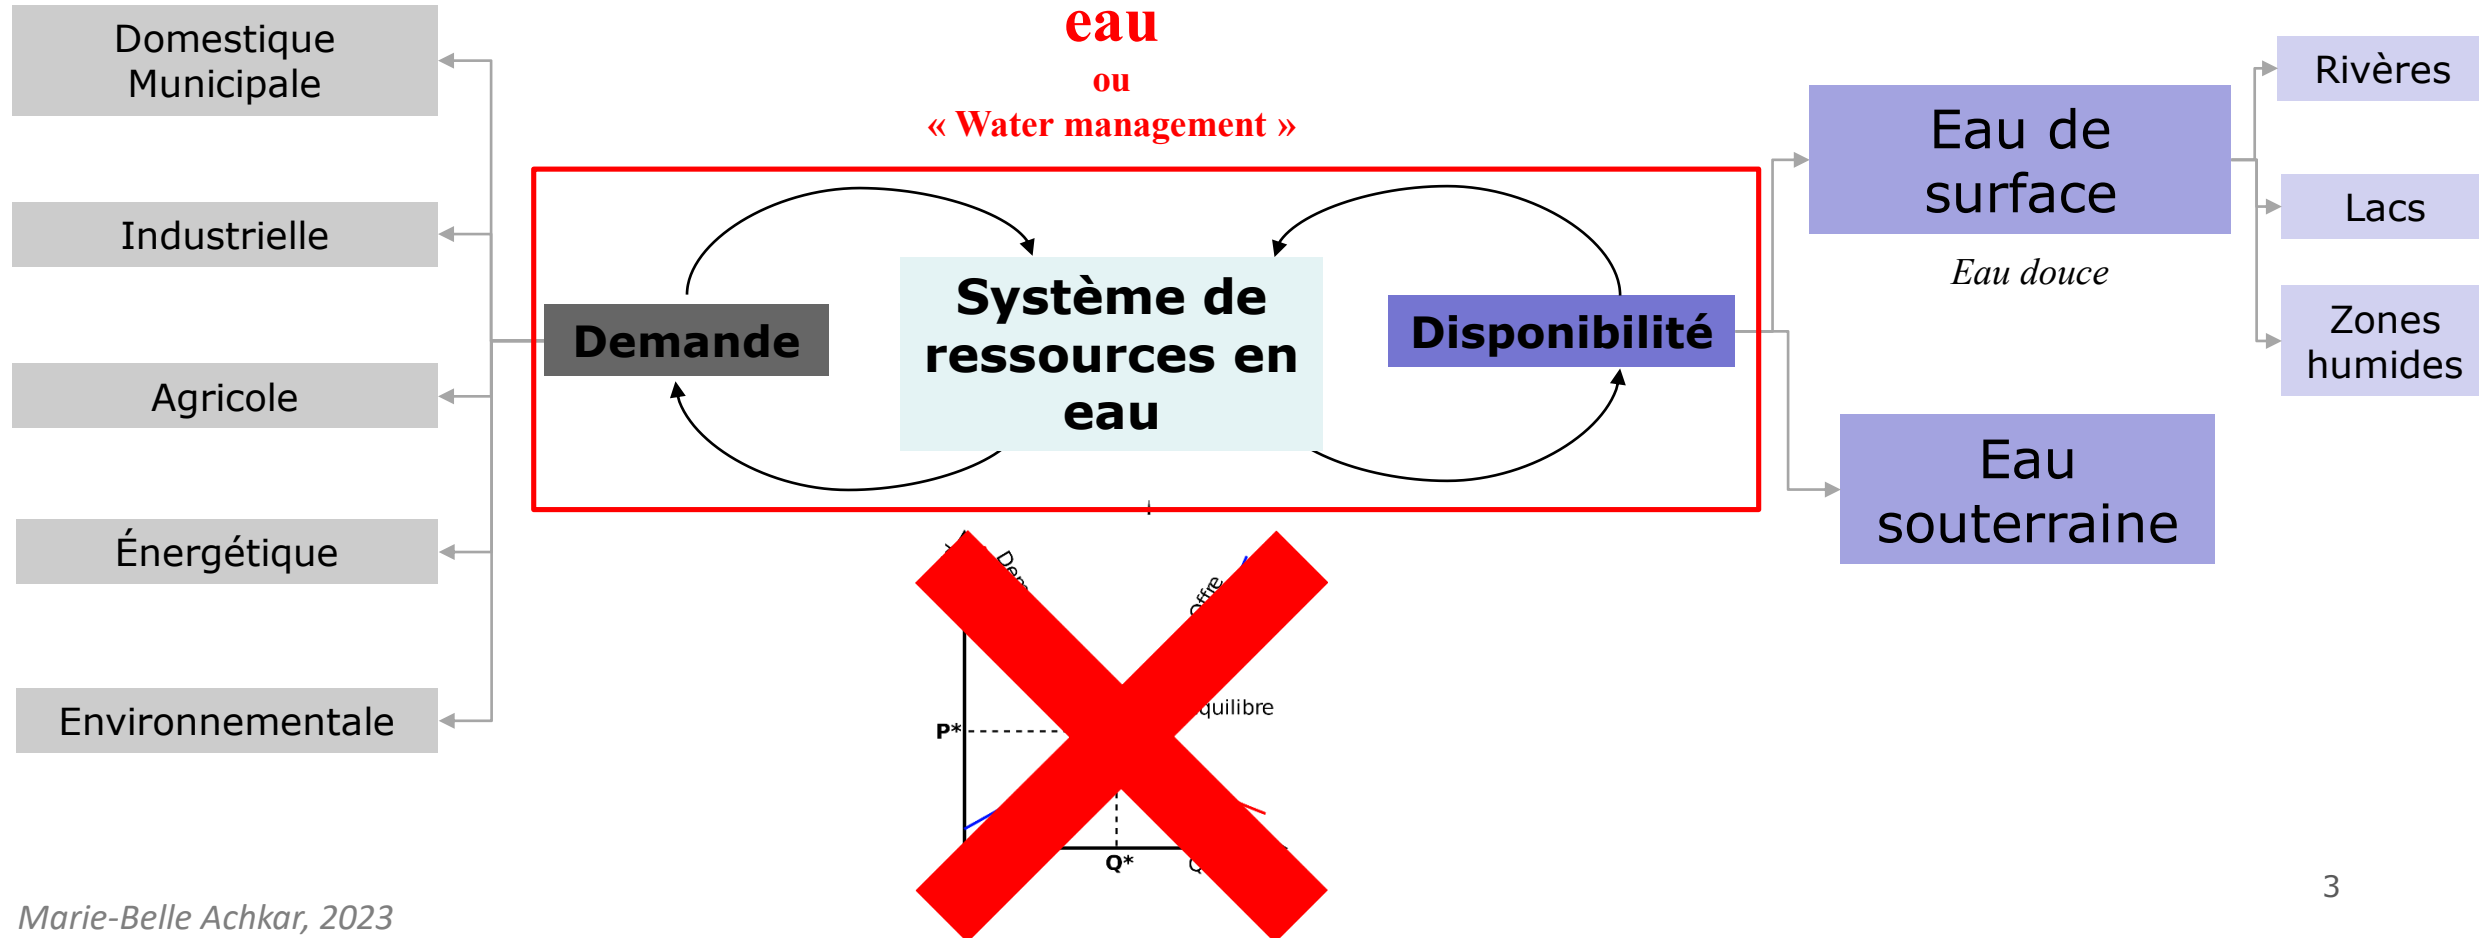 eau
ou
« Water management »
Domestique
Municipale
Industrielle
Agricole
Énergétique
Environnementale
Demande
Système de
ressources en
eau
Disponibilité
Eau de
surface
Eau douce
Eau
souterraine
Rivères
Lacs
Zones
humides
Offre
P*
Q*
Marie-Belle Achkar, 2023
3